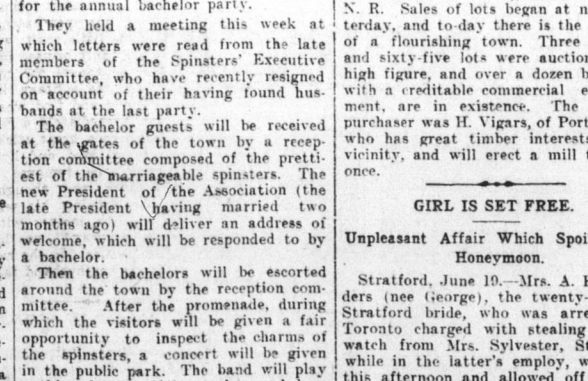 for the annual bachelor party.
They held a meeting this week at
which letters were read from the late
members of the Spinsters' Executive
Committee, who have recently resigned
on account of their having found hus-
bands at the last party.
The bachelor guests will be received
at the gates of the town by a recep-
tion committee composed of the pretti-
est of the marriageable spinsters. The
new President of the Association (the
late President having married two
months ago) will deliver an address of
welcome, which will be responded to by
a bachelor.
Then the bachelors will be escorted
around the town by the reception com-
mittee. After the promenade, during
which the visitors will be given a fair
opportunity to inspect the charms of
the spinsters, a concert will be given
in the public park. The band will play
N. R. Sales of lots began at n
terday, and to-day there is the
of a flourishing town. Three
and sixty-five lots were auction
high figure, and over a dozen
with a creditable commercial e
ment, are in existence. The
purchaser was H. Vigars, of Port
who has great timber interests
vicinity, and will erect a mill
once.
GIRL IS SET FREE.
Unpleasant Affair Which Spoi
Honeymoon.
Stratford, June 19.—Mrs. A.
ders (nee George), the twenty-
Stratford bride, who was arre
Toronto charged with stealing
watch from Mrs. Sylvester, St
while in the latter's employ, w
this afternoon and allowed off